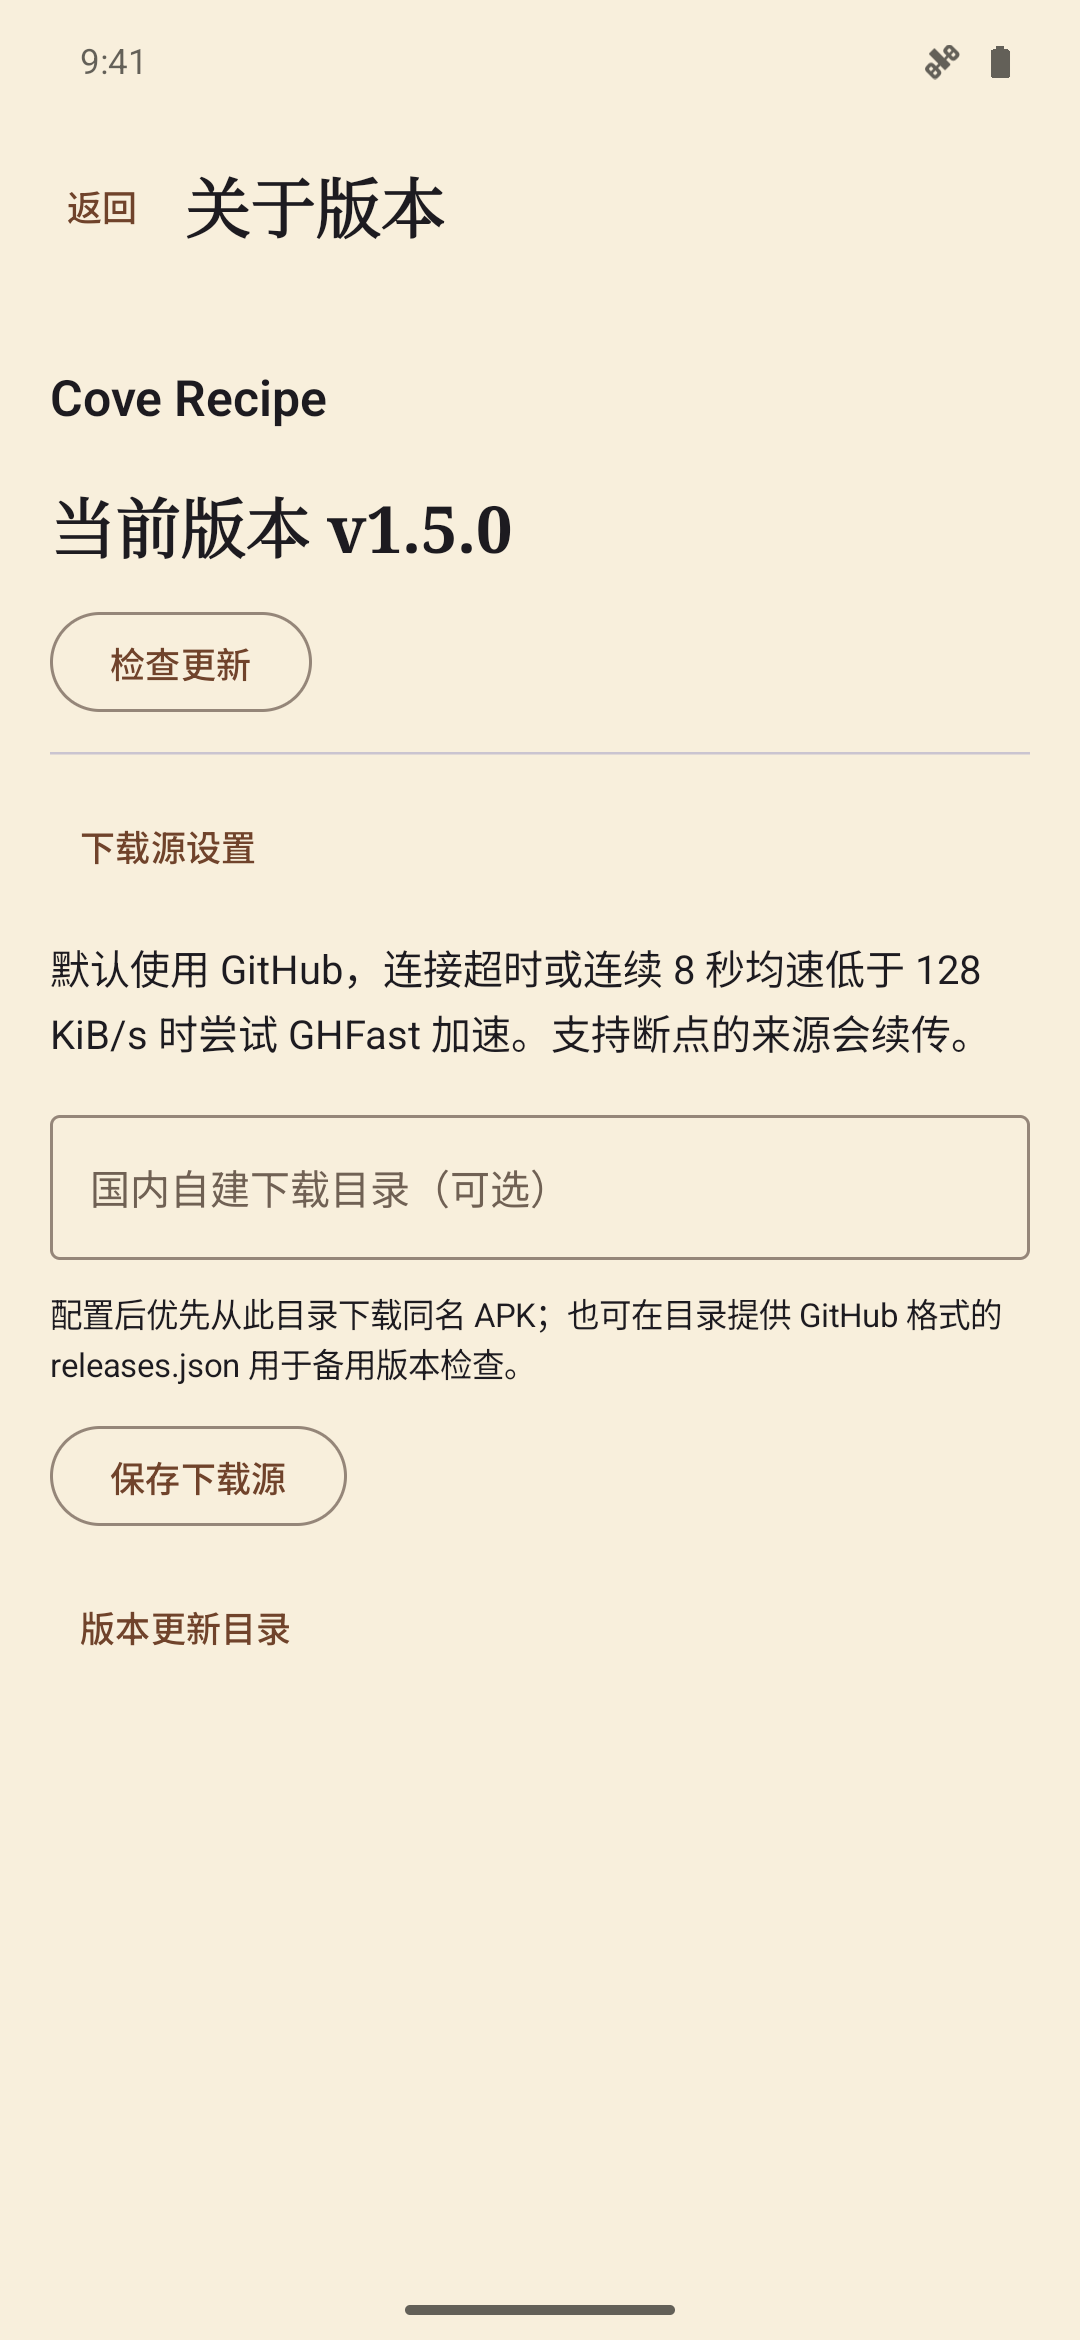 9:41
返回
关于版本
Cove Recipe
当前版本 v1.5.0
检查更新
下载源设置
默认使用 GitHub，连接超时或连续 8 秒均速低于 128
KiB/s 时尝试 GHFast 加速。支持断点的来源会续传。
国内自建下载目录（可选）
配置后优先从此目录下载同名 APK；也可在目录提供 GitHub 格式的
releases.json 用于备用版本检查。
保存下载源
版本更新目录